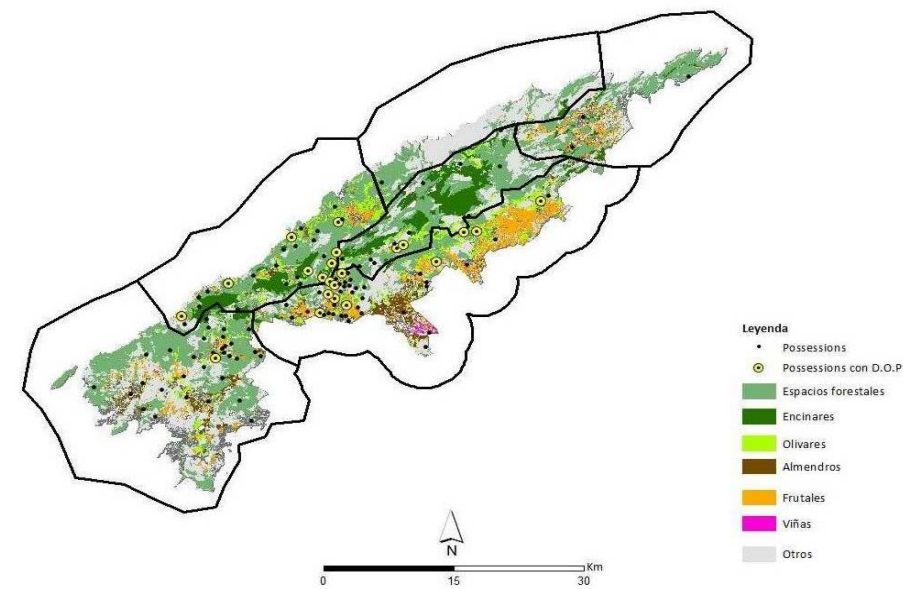 Leyenda
Possessions
Possessions con D.O.P
Espacios forestales
Encinares
Olivares
Almendros
Frutales
Viñas
Otros
N
Km
0 15 30